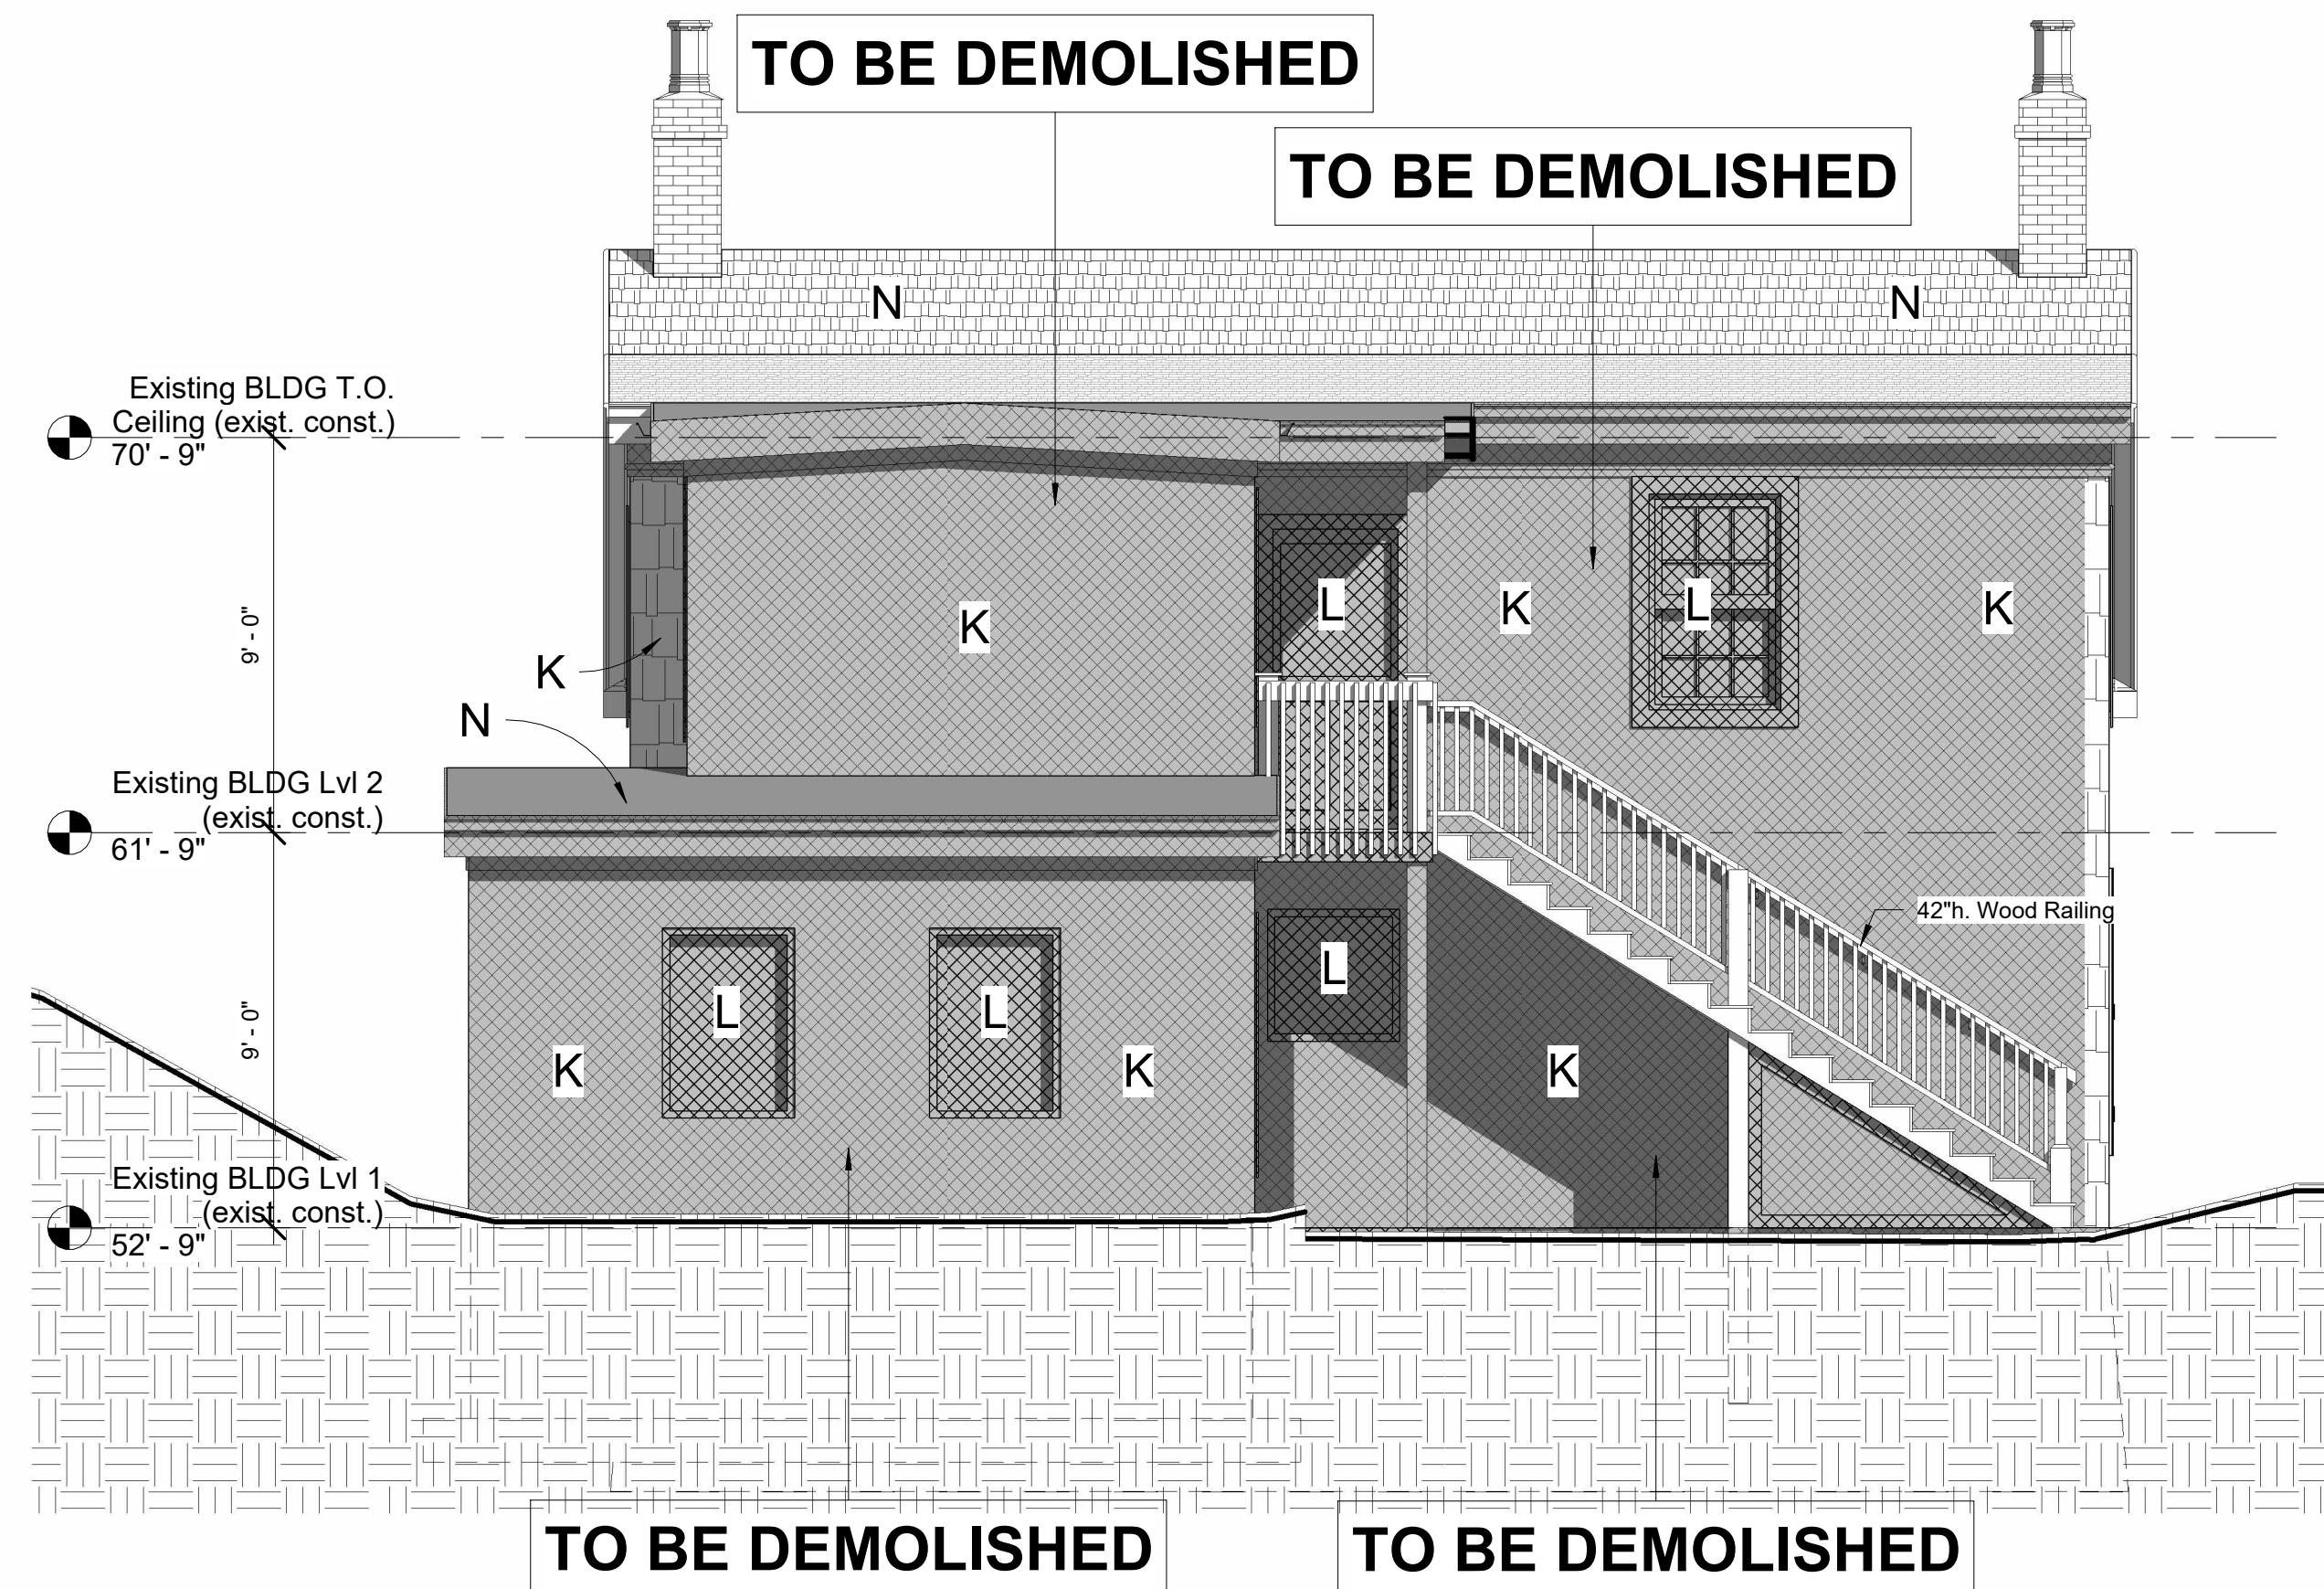 TO BE DEMOLISHED
TO BE DEMOLISHED
N
N
Existing BLDG T.O.
Ceiling (exist. const.)
70' - 9"
9' - 0"
K
L
K
L
K
K
N
Existing BLDG Lvl 2
(exist. const.)
61' - 9"
42"h. Wood Railing
9' - 0"
L
L
L
K
K
K
Existing BLDG Lvl 1
(exist. const.)
52' - 9"
TO BE DEMOLISHED
TO BE DEMOLISHED